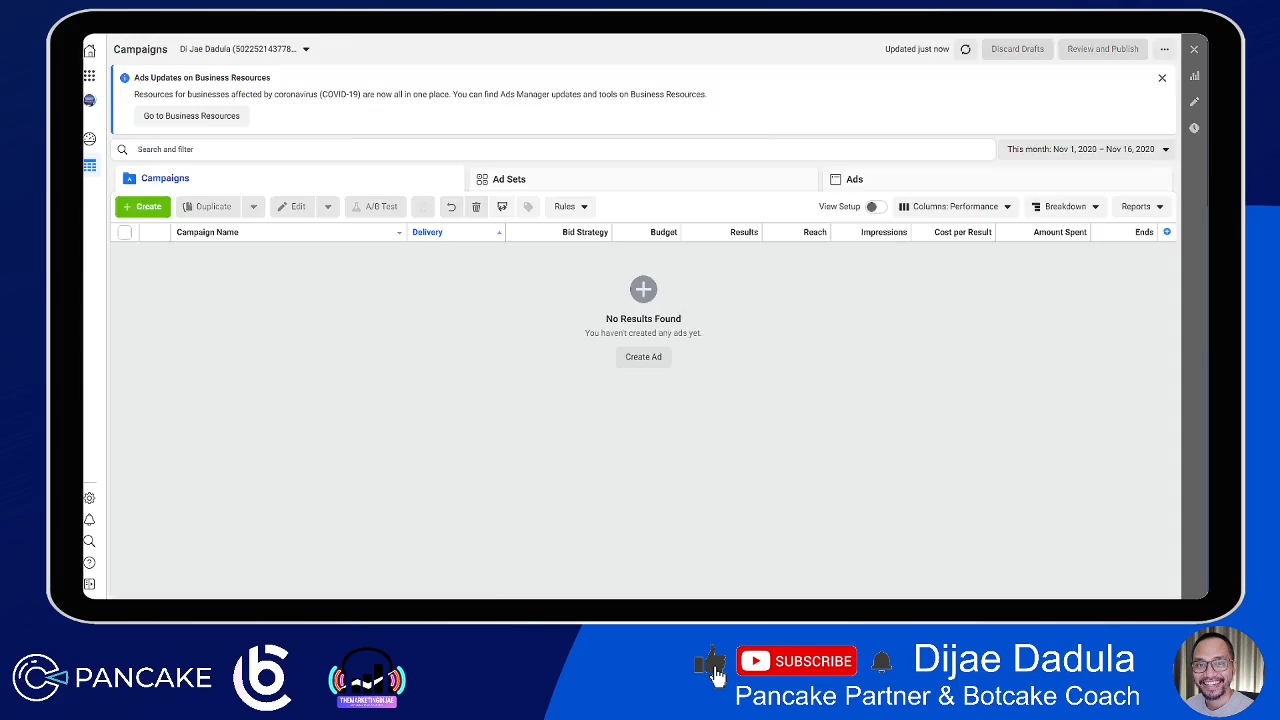 Campaigns
Di Jae Dadula (502252143778...
Updated just now
Discard Drafts
Review and Publish
Ads Updates on Business Resources
Resources for businesses affected by coronavirus (COVID-19) are now all in one place. You can find Ads Manager updates and tools on Business Resources.
Go to Business Resources
Search and filter
This month: Nov 1, 2020 – Nov 16, 2020
Campaigns
Ad Sets
Ads
+ Create
Duplicate
Edit
A/B Test
Rules
View Setup
Columns: Performance
Breakdown
Reports
Campaign Name
Delivery
Bid Strategy
Budget
Results
Reach
Impressions
Cost per Result
Amount Spent
Ends
No Results Found
You haven't created any ads yet.
Create Ad
PANCAKE
THEMARKETINGDIJAE
SUBSCRIBE
Dijae Dadula
Pancake Partner & Botcake Coach